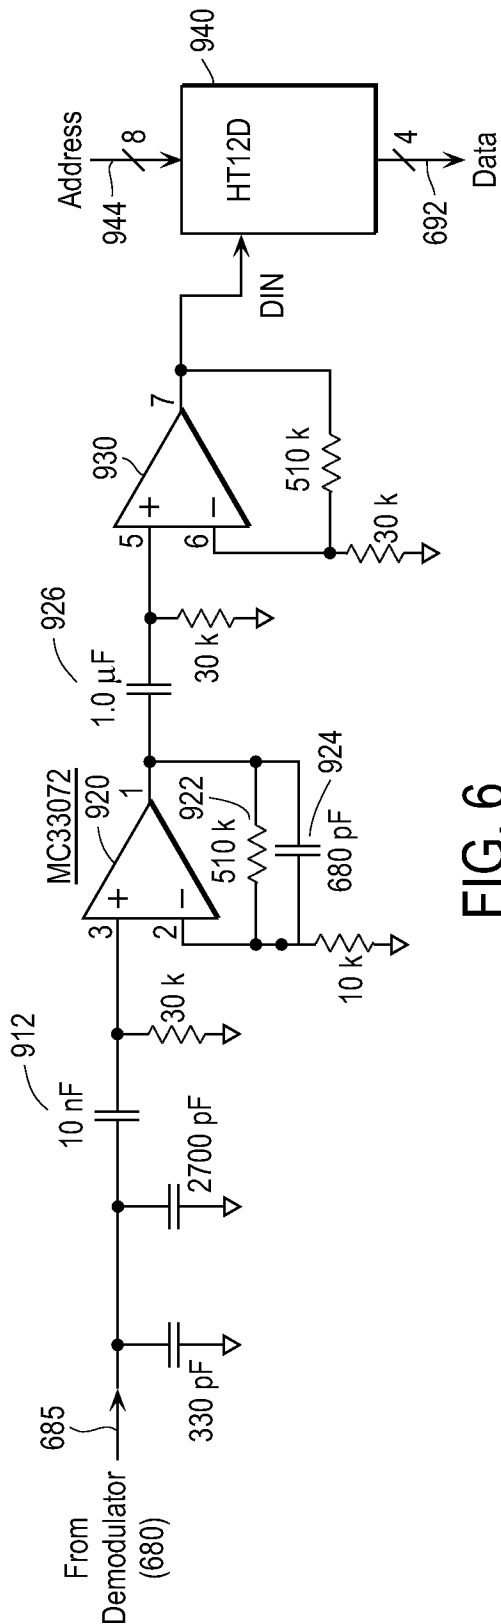 From
Demodulator
(680)
685
330 pF
2700 pF
10 nF
912
30 k
3
2
+
−
MC33072
920
1
922
510 k
680 pF
924
10 k
1.0 µF
926
30 k
5
6
+
−
930
7
510 k
30 k
DIN
Address
944
8
HT12D
940
4
692
Data
FIG. 6